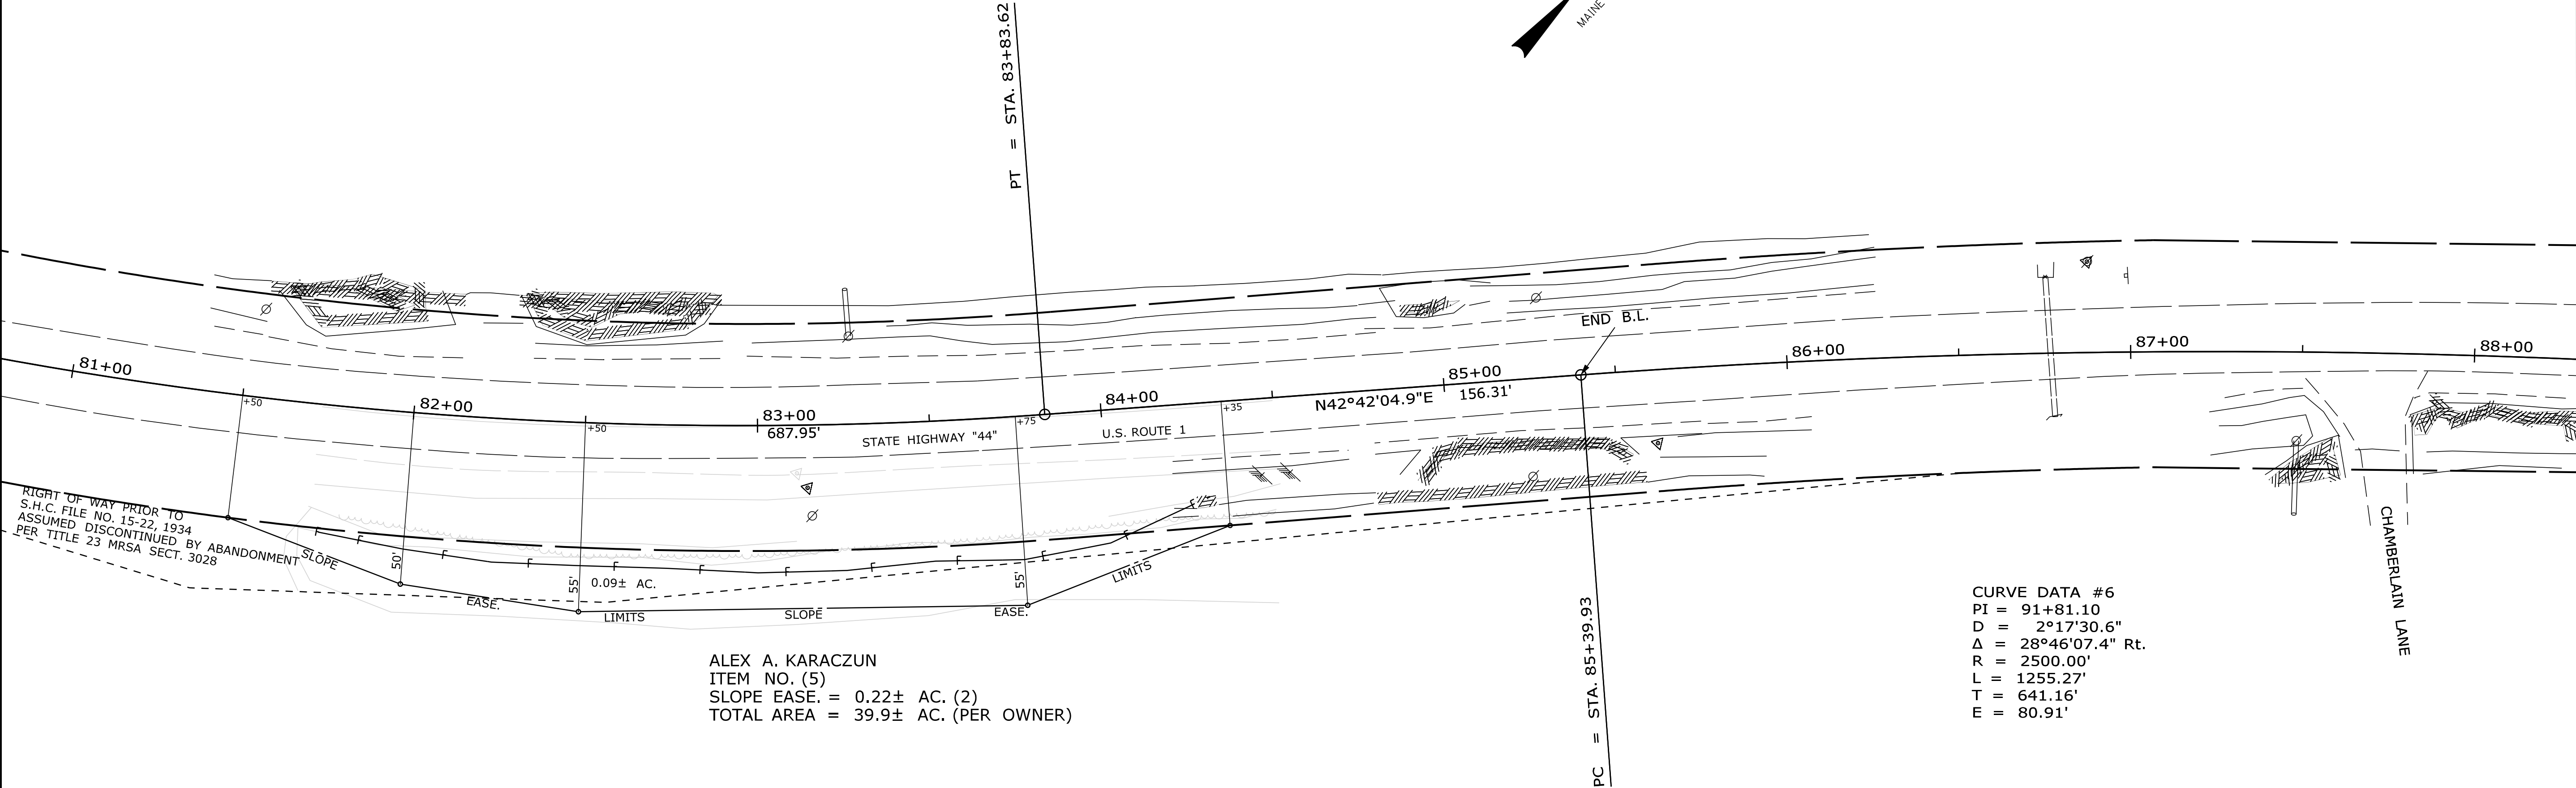 PT = STA. 83+83.62
MAINE
END B.L.
81+00
82+00
83+00
84+00
85+00
86+00
87+00
88+00
+50
+50
+75
+35
687.95'
STATE HIGHWAY "44"
U.S. ROUTE 1
N42°42'04.9"E 156.31'
RIGHT OF WAY PRIOR TO
S.H.C. FILE NO. 15-22, 1934
ASSUMED DISCONTINUED BY ABANDONMENT
PER TITLE 23 MRSA SECT. 3028
SLOPE
50'
EASE.
55'
0.09± AC.
LIMITS
SLOPE
EASE.
55'
LIMITS
ALEX A. KARACZUN
ITEM NO. (5)
SLOPE EASE. = 0.22± AC. (2)
TOTAL AREA = 39.9± AC. (PER OWNER)
PC = STA. 85+39.93
CURVE DATA #6
PI = 91+81.10
D = 2°17'30.6"
Δ = 28°46'07.4" Rt.
R = 2500.00'
L = 1255.27'
T = 641.16'
E = 80.91'
CHAMBERLAIN LANE